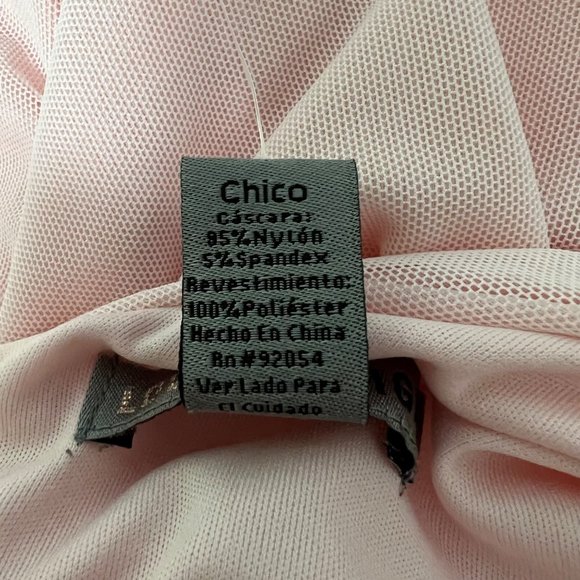 Chico
Cáscara:
95%Nylón
5%Spandex
Revestimiento:
100%Poliéster
Hecho En China
Rn#92054
Ver Lado Para
El Cuidado